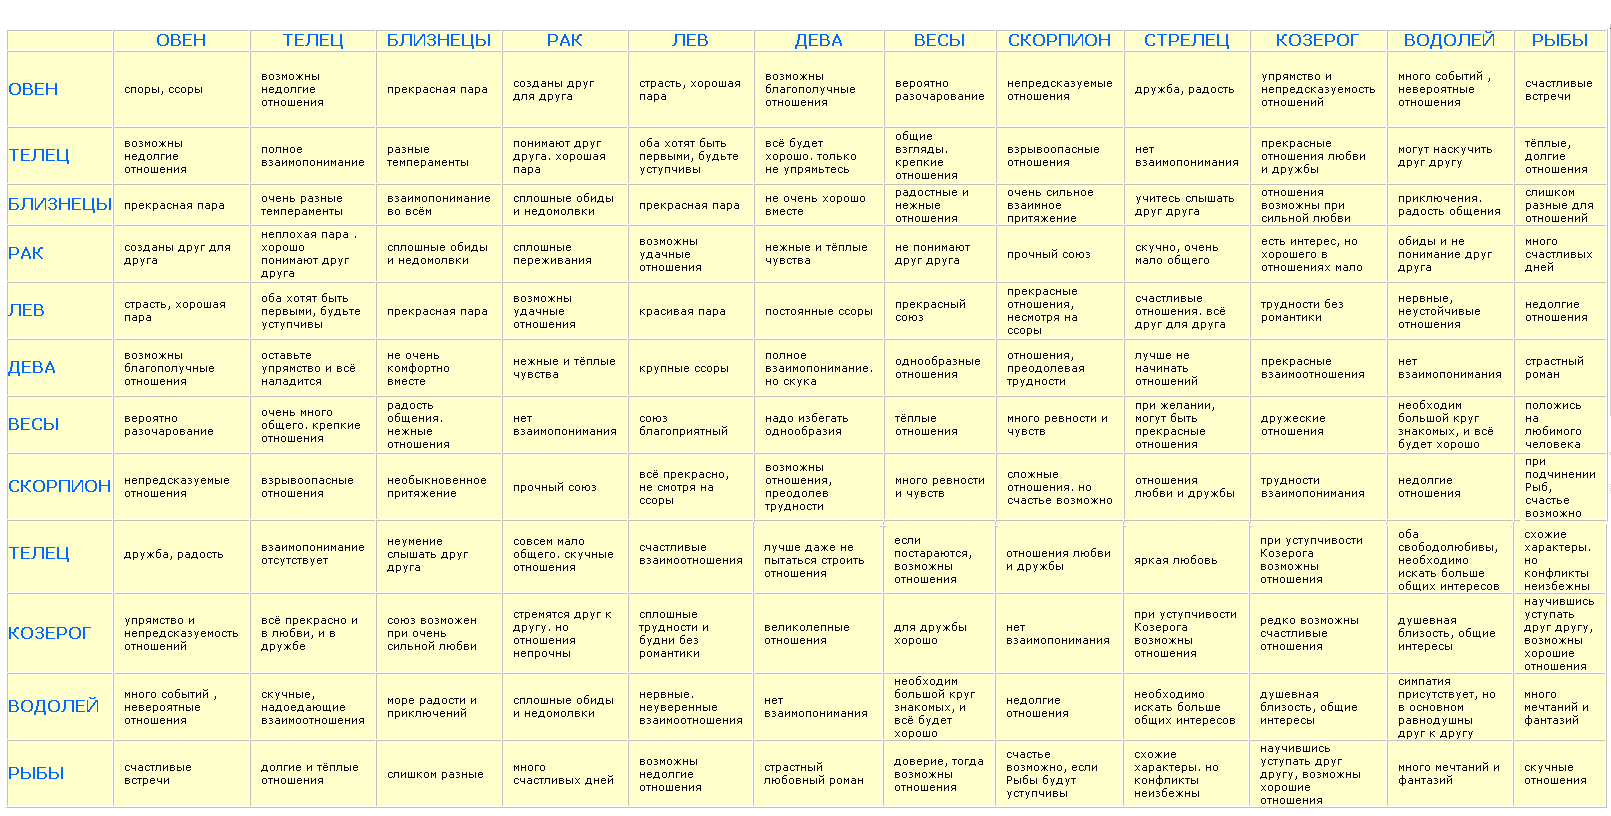 ОВЕН ТЕЛЕЦ БЛИЗНЕЦЫ РАК ЛЕВ ДЕВА ВЕСЫ СКОРПИОН СТРЕЛЕЦ КОЗЕРОГ ВОДОЛЕЙ РЫБЫ
ОВЕН
споры, ссоры
возможны
недолгие
отношения
прекрасная пара
созданы друг
для друга
страсть, хорошая
пара
возможны
благополучные
отношения
вероятно
разочарование
непредсказуемые
отношения
дружба, радость
упрямство и
непредсказуемость
отношений
много событий ,
невероятные
отношения
счастливые
встречи
ТЕЛЕЦ
возможны
недолгие
отношения
полное
взаимопонимание
разные
темпераменты
понимают друг
друга. хорошая
пара
оба хотят быть
первыми, будьте
уступчивы
всё будет
хорошо. только
не упрямьтесь
общие
взгляды.
крепкие
отношения
взрывоопасные
отношения
нет
взаимопонимания
прекрасные
отношения любви
и дружбы
могут наскучить
друг другу
тёплые,
долгие
отношения
БЛИЗНЕЦЫ
прекрасная пара
очень разные
темпераменты
взаимопонимание
во всём
сплошные обиды
и недомолвки
прекрасная пара
не очень хорошо
вместе
радостные и
нежные
отношения
очень сильное
взаимное
притяжение
учитесь слышать
друг друга
отношения
возможны при
сильной любви
приключения.
радость общения
слишком
разные для
отношений
РАК
созданы друг для
друга
неплохая пара .
хорошо
понимают друг
друга
сплошные обиды
и недомолвки
сплошные
переживания
возможны
удачные
отношения
нежные и тёплые
чувства
не понимают
друг друга
прочный союз
скучно, очень
мало общего
есть интерес, но
хорошего в
отношениях мало
обиды и не
понимание друг
друга
много
счастливых
дней
ЛЕВ
страсть, хорошая
пара
оба хотят быть
первыми, будьте
уступчивы
прекрасная пара
возможны
удачные
отношения
красивая пара
постоянные ссоры
прекрасный
союз
прекрасные
отношения,
несмотря на
ссоры
счастливые
отношения. всё
друг для друга
трудности без
романтики
нервные,
неустойчивые
отношения
недолгие
отношения
ДЕВА
возможны
благополучные
отношения
оставьте
упрямство и всё
наладится
не очень
комфортно
вместе
нежные и тёплые
чувства
крупные ссоры
полное
взаимопонимание.
но скука
однообразные
отношения
отношения,
преодолевая
трудности
лучше не
начинать
отношений
прекрасные
взаимоотношения
нет
взаимопонимания
страстный
роман
ВЕСЫ
вероятно
разочарование
очень много
общего. крепкие
отношения
радость
общения.
нежные
отношения
нет
взаимопонимания
союз
благоприятный
надо избегать
однообразия
тёплые
отношения
много ревности и
чувств
при желании,
могут быть
прекрасные
отношения
дружеские
отношения
необходим
большой круг
знакомых, и всё
будет хорошо
положись
на
любимого
человека
СКОРПИОН
непредсказуемые
отношения
взрывоопасные
отношения
необыкновенное
притяжение
прочный союз
всё прекрасно,
не смотря на
ссоры
возможны
отношения,
преодолев
трудности
много ревности
и чувств
сложные
отношения. но
счастье возможно
отношения
любви и дружбы
трудности
взаимопонимания
недолгие
отношения
при
подчинении
Рыб,
счастье
возможно
ТЕЛЕЦ
дружба, радость
взаимопонимание
отсутствует
неумение
слышать друг
друга
совсем мало
общего. скучные
отношения
счастливые
взаимоотношения
лучше даже не
пытаться строить
отношения
если
постараются,
возможны
отношения
отношения любви
и дружбы
яркая любовь
при уступчивости
Козерога
возможны
отношения
оба
свободолюбивы,
необходимо
искать больше
общих интересов
схожие
характеры.
но
конфликты
неизбежны
КОЗЕРОГ
упрямство и
непредсказуемость
отношений
всё прекрасно и
в любви, и в
дружбе
союз возможен
при очень
сильной любви
стремятся друг к
другу. но
отношения
непрочны
сплошные
трудности и
будни без
романтики
великолепные
отношения
для дружбы
хорошо
нет
взаимопонимания
при уступчивости
Козерога
возможны
отношения
редко возможны
счастливые
отношения
душевная
близость, общие
интересы
научившись
уступать
друг другу,
возможны
хорошие
отношения
ВОДОЛЕЙ
много событий ,
невероятные
отношения
скучные,
надоедающие
взаимоотношения
море радости и
приключений
сплошные обиды
и недомолвки
нервные.
неуверенные
взаимоотношения
нет
взаимопонимания
необходим
большой круг
знакомых, и
всё будет
хорошо
недолгие
отношения
необходимо
искать больше
общих интересов
душевная
близость, общие
интересы
симпатия
присутствует, но
в основном
равнодушны
друг к другу
много
мечтаний и
фантазий
РЫБЫ
счастливые
встречи
долгие и тёплые
отношения
слишком разные
много
счастливых дней
возможны
недолгие
отношения
страстный
любовный роман
доверие, тогда
возможны
отношения
счастье
возможно, если
Рыбы будут
уступчивы
схожие
характеры. но
конфликты
неизбежны
научившись
уступать друг
другу, возможны
хорошие
отношения
много мечтаний и
фантазий
скучные
отношения